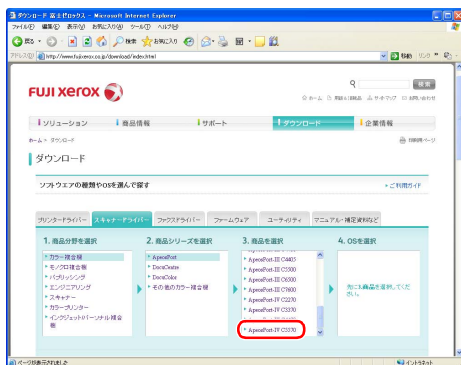 ダウンロード 富士ゼロックス - Microsoft Internet Explorer
ファイル(F) 編集(E) 表示(V) お気に入り(A) ツール(T) ヘルプ(H)
戻る 検索 お気に入り
アドレス(D) http://www.fujixerox.co.jp/download/index.html 移動 リンク
FUJI XEROX
検索
ホーム サイトマップ お問い合わせ
ソリューション 商品情報 サポート ダウンロード 企業情報
ホーム > ダウンロード
ダウンロード
ソフトウエアの種類やOSを選んで探す ご利用ガイド
プリンタードライバー スキャナードライバー ファクスドライバー ファームウェア ユーティリティ マニュアル・補足資料など
1. 商品分野を選択 2. 商品シリーズを選択 3. 商品を選択 4. OSを選択
カラー複合機 ApeosPort ApeosPort-III C4405
モノクロ複合機 DocuCentre ApeosPort-III C5500
パブリッシング DocuColor ApeosPort-III C6500
エンジニアリング その他のカラー複合機 ApeosPort-III C7600 先に3.商品を選択してください。
スキャナー ApeosPort-IV C2270
カラープリンター ApeosPort-IV C3370
インクジェットパーソナル複合機
ApeosPort-IV C5570
ページが表示されました インターネット